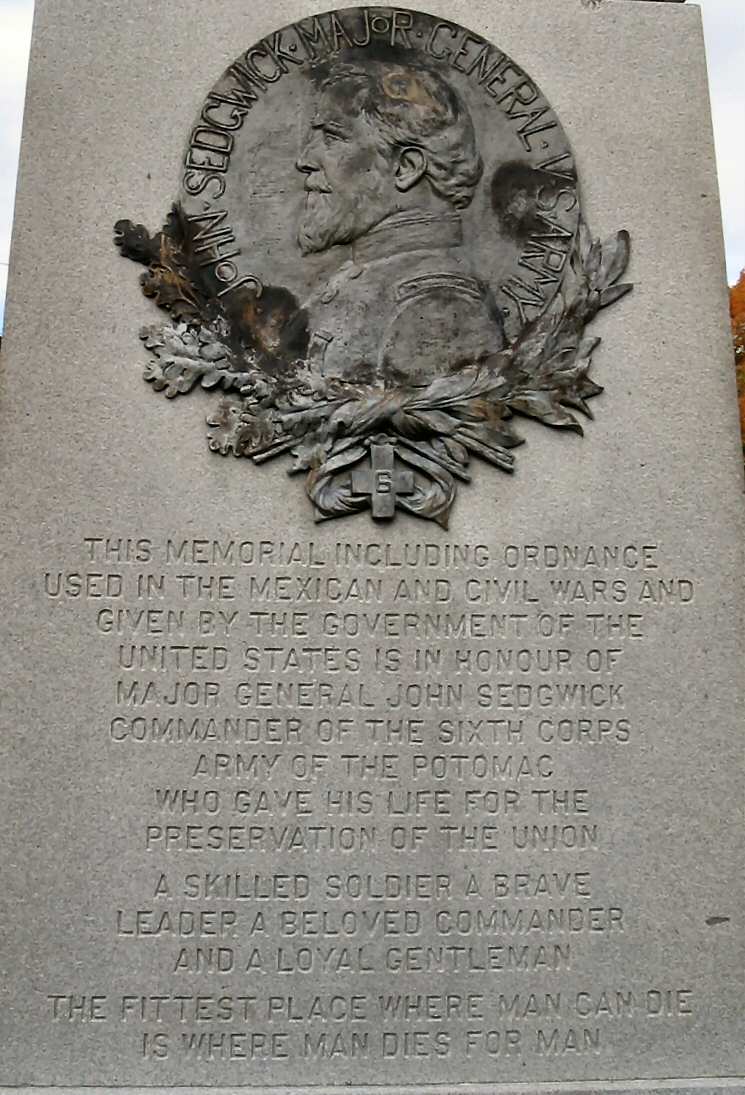 JOHN·SEDGWICK·MAJOR·GENERAL·V·S·ARMY·
6
THIS MEMORIAL INCLUDING ORDNANCE
USED IN THE MEXICAN AND CIVIL WARS AND
GIVEN BY THE GOVERNMENT OF THE
UNITED STATES IS IN HONOUR OF
MAJOR GENERAL JOHN SEDGWICK
COMMANDER OF THE SIXTH CORPS
ARMY OF THE POTOMAC
WHO GAVE HIS LIFE FOR THE
PRESERVATION OF THE UNION
A SKILLED SOLDIER A BRAVE
LEADER A BELOVED COMMANDER
AND A LOYAL GENTLEMAN
THE FITTEST PLACE WHERE MAN CAN DIE
IS WHERE MAN DIES FOR MAN